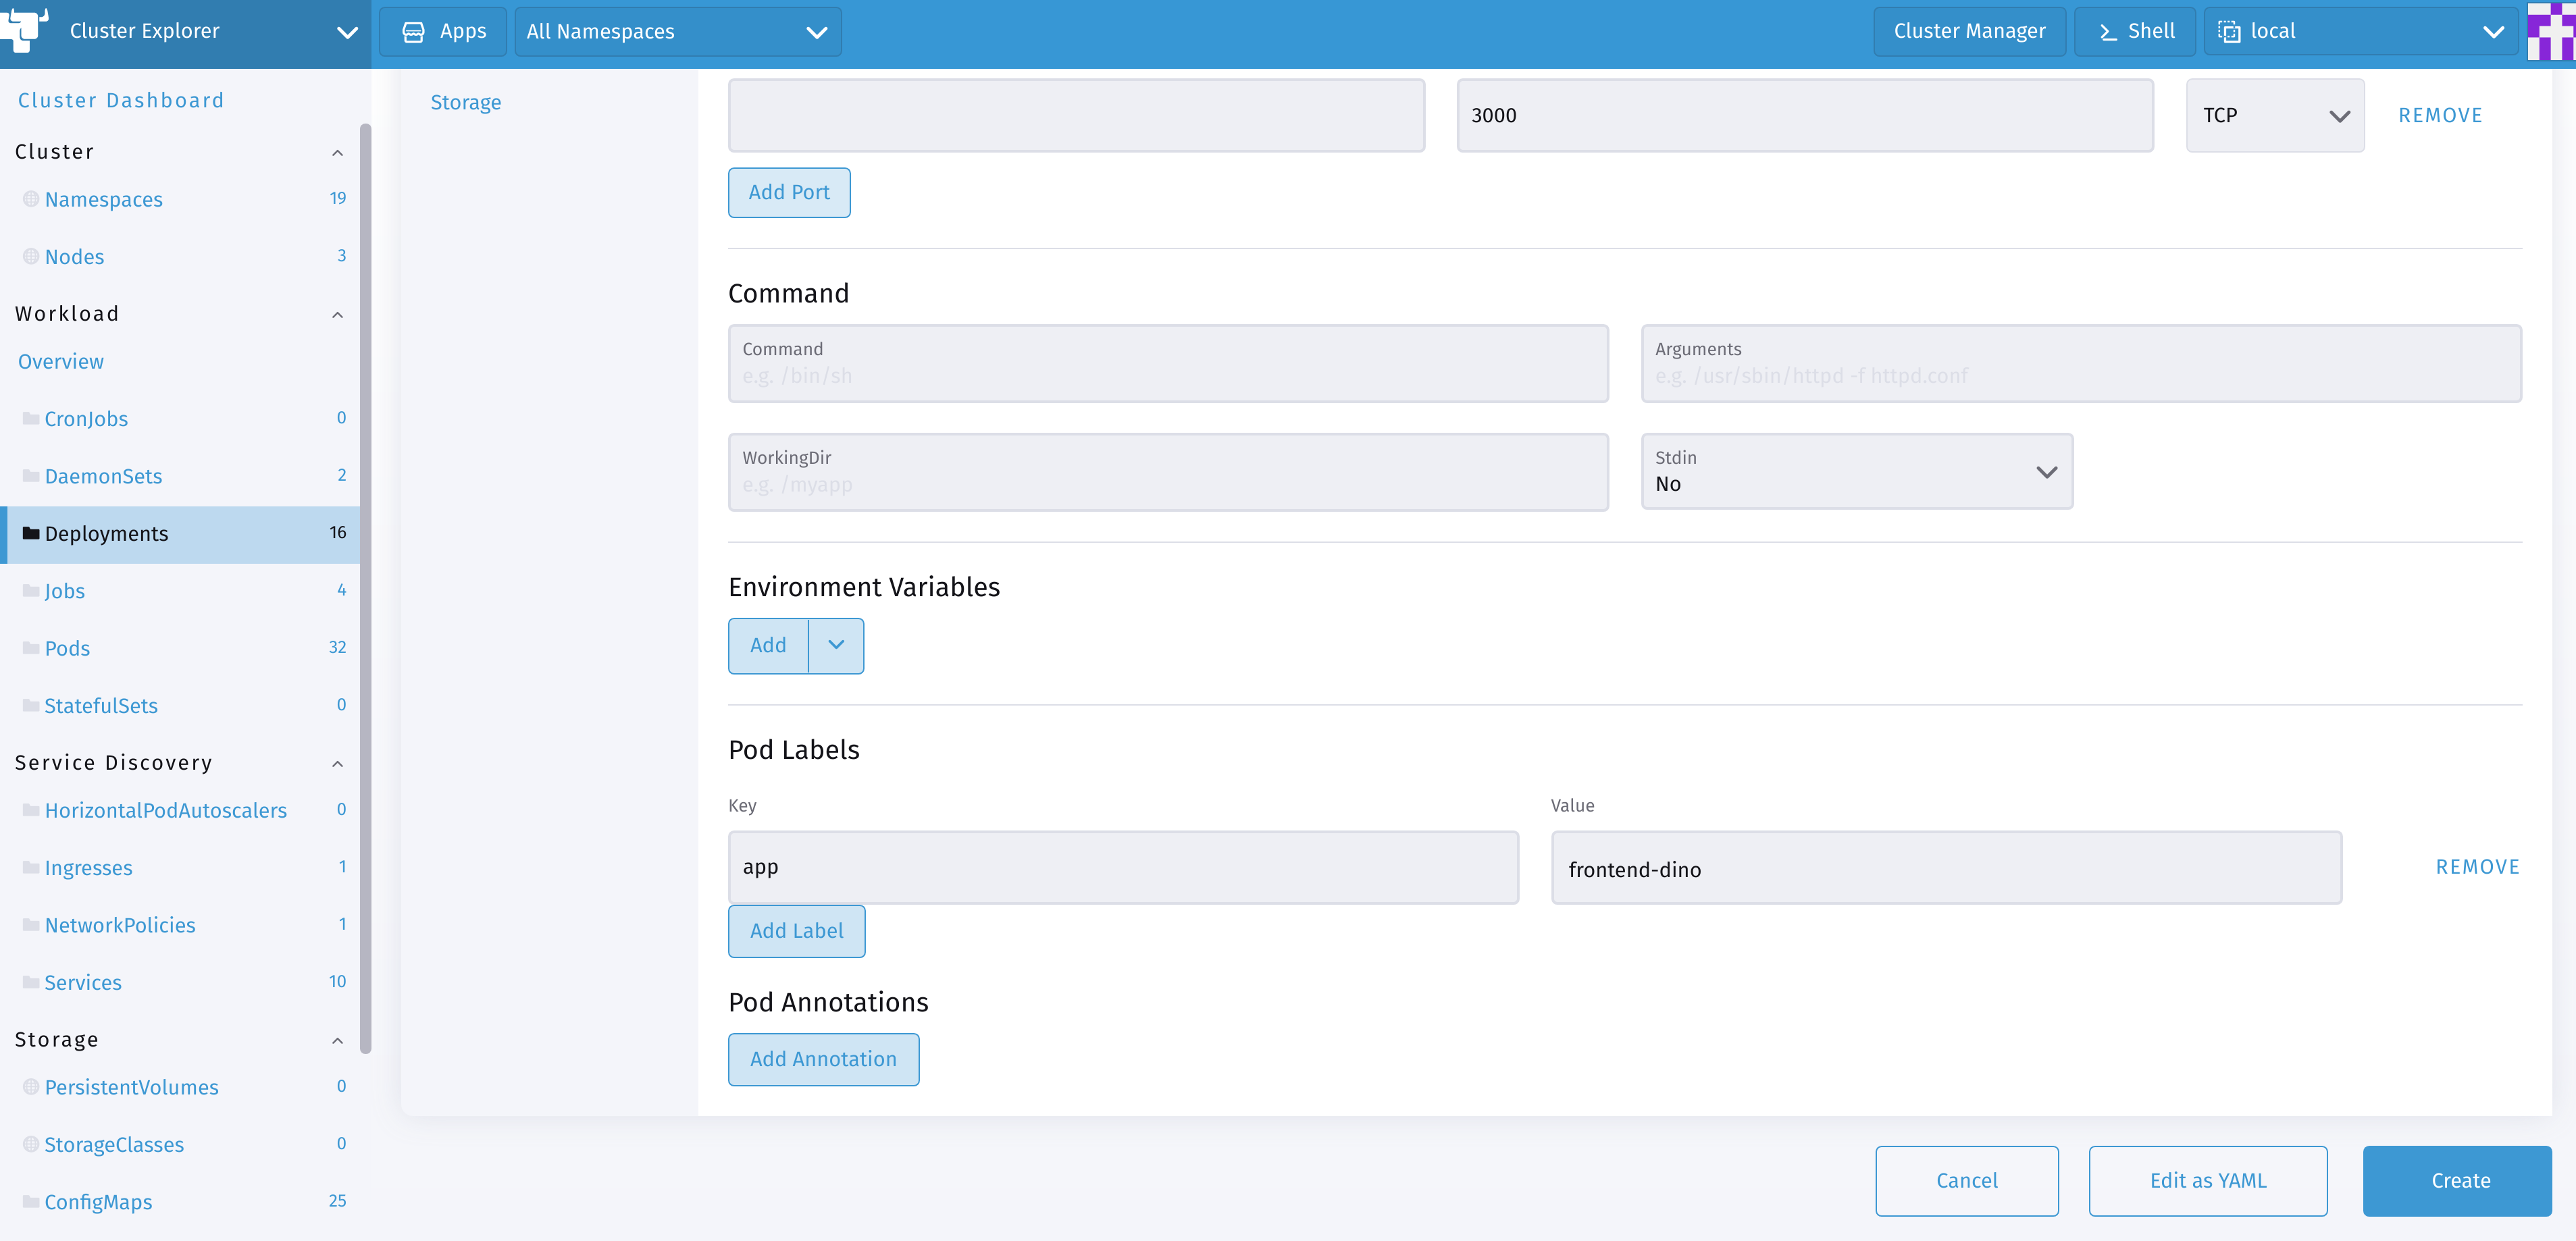 Cluster Explorer
Apps
All Namespaces
Cluster Manager
Shell
local
Cluster Dashboard
Cluster
Namespaces 19
Nodes 3
Workload
Overview
CronJobs 0
DaemonSets 2
Deployments 16
Jobs 4
Pods 32
StatefulSets 0
Service Discovery
HorizontalPodAutoscalers 0
Ingresses 1
NetworkPolicies 1
Services 10
Storage
PersistentVolumes 0
StorageClasses 0
ConfigMaps 25
Storage
3000 TCP REMOVE
Add Port
Command
Command Arguments
e.g. /bin/sh e.g. /usr/sbin/httpd -f httpd.conf
WorkingDir Stdin
e.g. /myapp No
Environment Variables
Add
Pod Labels
Key Value
app frontend-dino REMOVE
Add Label
Pod Annotations
Add Annotation
Cancel Edit as YAML Create